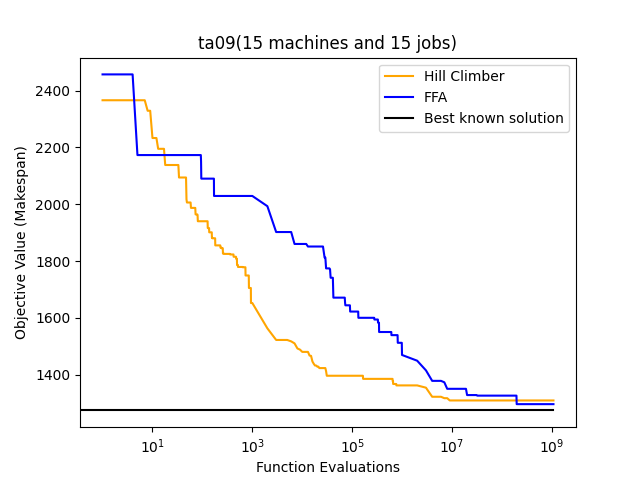 ta09(15 machines and 15 jobs)
Hill Climber
FFA
Best known solution
Objective Value (Makespan)
2400
2200
2000
1800
1600
1400
10^1
10^3
10^5
10^7
10^9
Function Evaluations